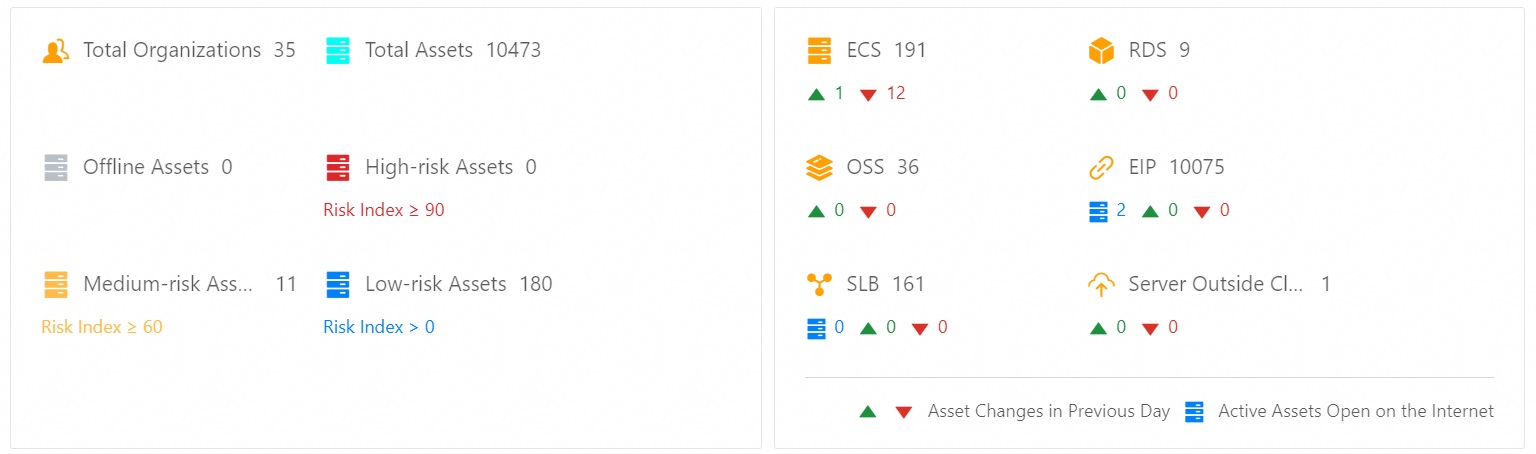 Total Organizations 35
Total Assets 10473
Offline Assets 0
High-risk Assets 0
Risk Index ≥ 90
Medium-risk Ass... 11
Risk Index ≥ 60
Low-risk Assets 180
Risk Index > 0
ECS 191
1 12
RDS 9
0 0
OSS 36
0 0
EIP 10075
2 0 0
SLB 161
0 0 0
Server Outside Cl... 1
0 0
Asset Changes in Previous Day
Active Assets Open on the Internet